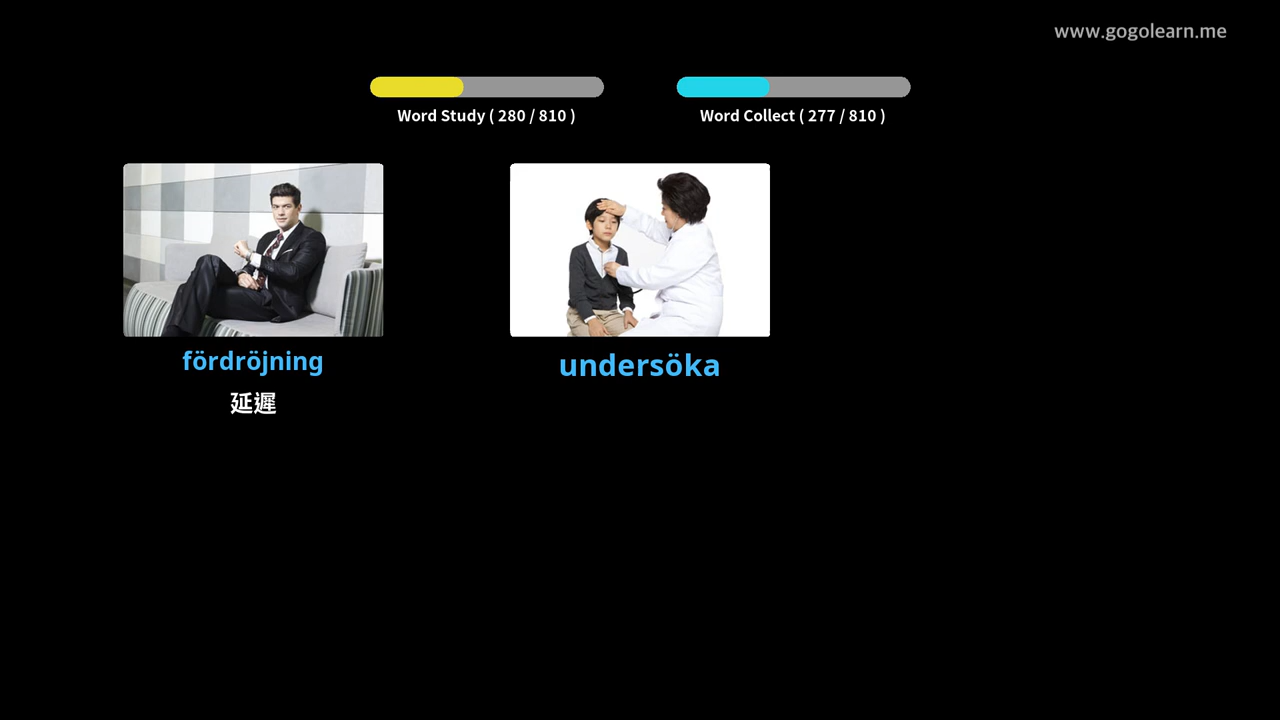 www.gogolearn.me
Word Study ( 280 / 810 )
Word Collect ( 277 / 810 )
fördröjning
延遲
undersöka